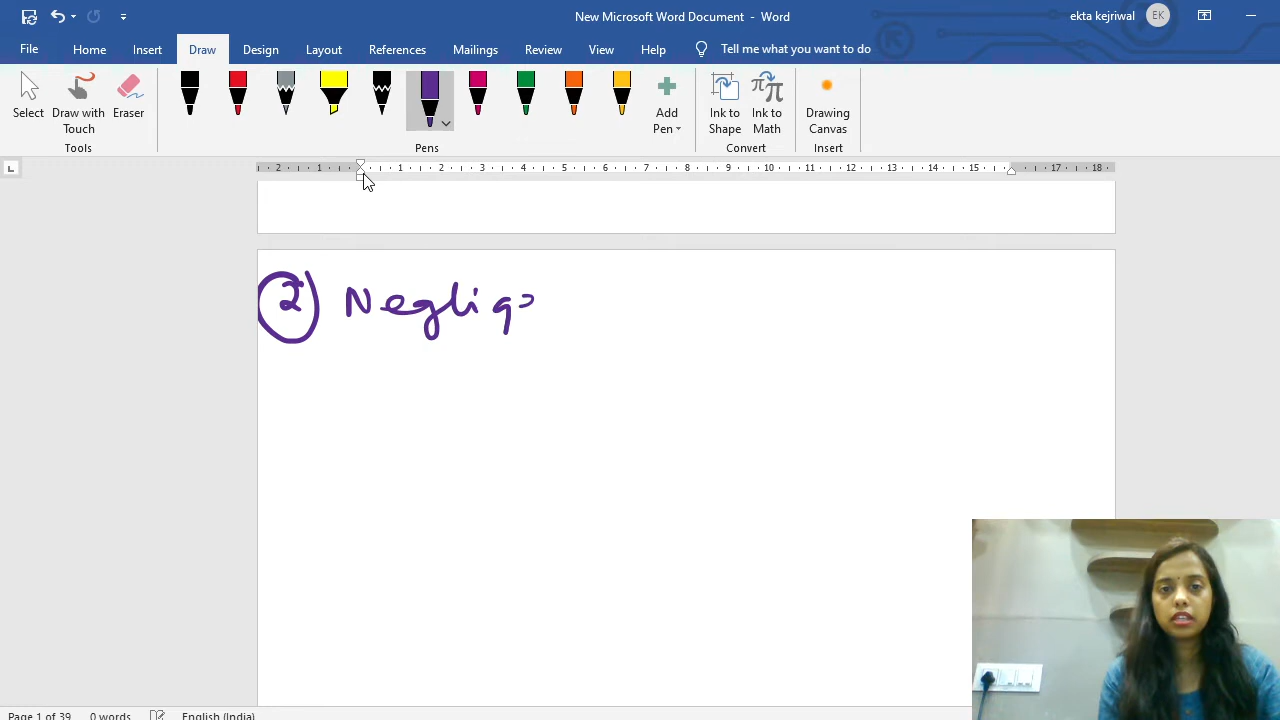 New Microsoft Word Document - Word
ekta kejriwal
EK
File
Home
Insert
Draw
Design
Layout
References
Mailings
Review
View
Help
Tell me what you want to do
Select
Draw with Touch
Eraser
Add Pen
Ink to Shape
Ink to Math
Drawing Canvas
Tools
Pens
Convert
Insert
2 1 1 2 3 4 5 6 7 8 9 10 11 12 13 14 15 17 18
2 Neglig
Page 1 of 39
0 words
English (India)